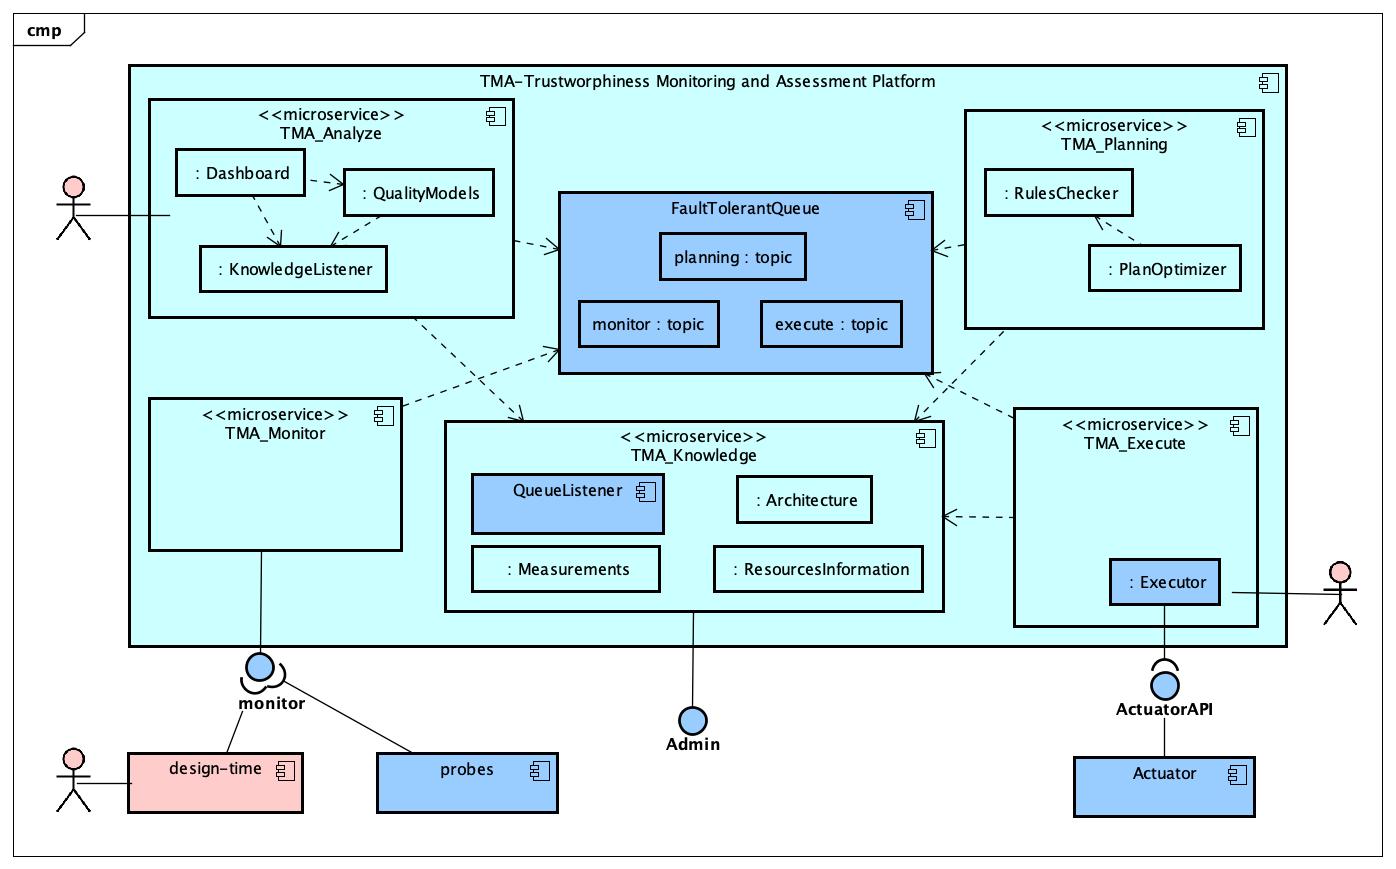 cmp
TMA-Trustworphiness Monitoring and Assessment Platform
<<microservice>>
TMA_Analyze
: Dashboard
: QualityModels
: KnowledgeListener
FaultTolerantQueue
planning : topic
monitor : topic
execute : topic
<<microservice>>
TMA_Planning
: RulesChecker
: PlanOptimizer
<<microservice>>
TMA_Monitor
<<microservice>>
TMA_Knowledge
QueueListener
: Architecture
: Measurements
: ResourcesInformation
<<microservice>>
TMA_Execute
: Executor
monitor
Admin
ActuatorAPI
design-time
probes
Actuator